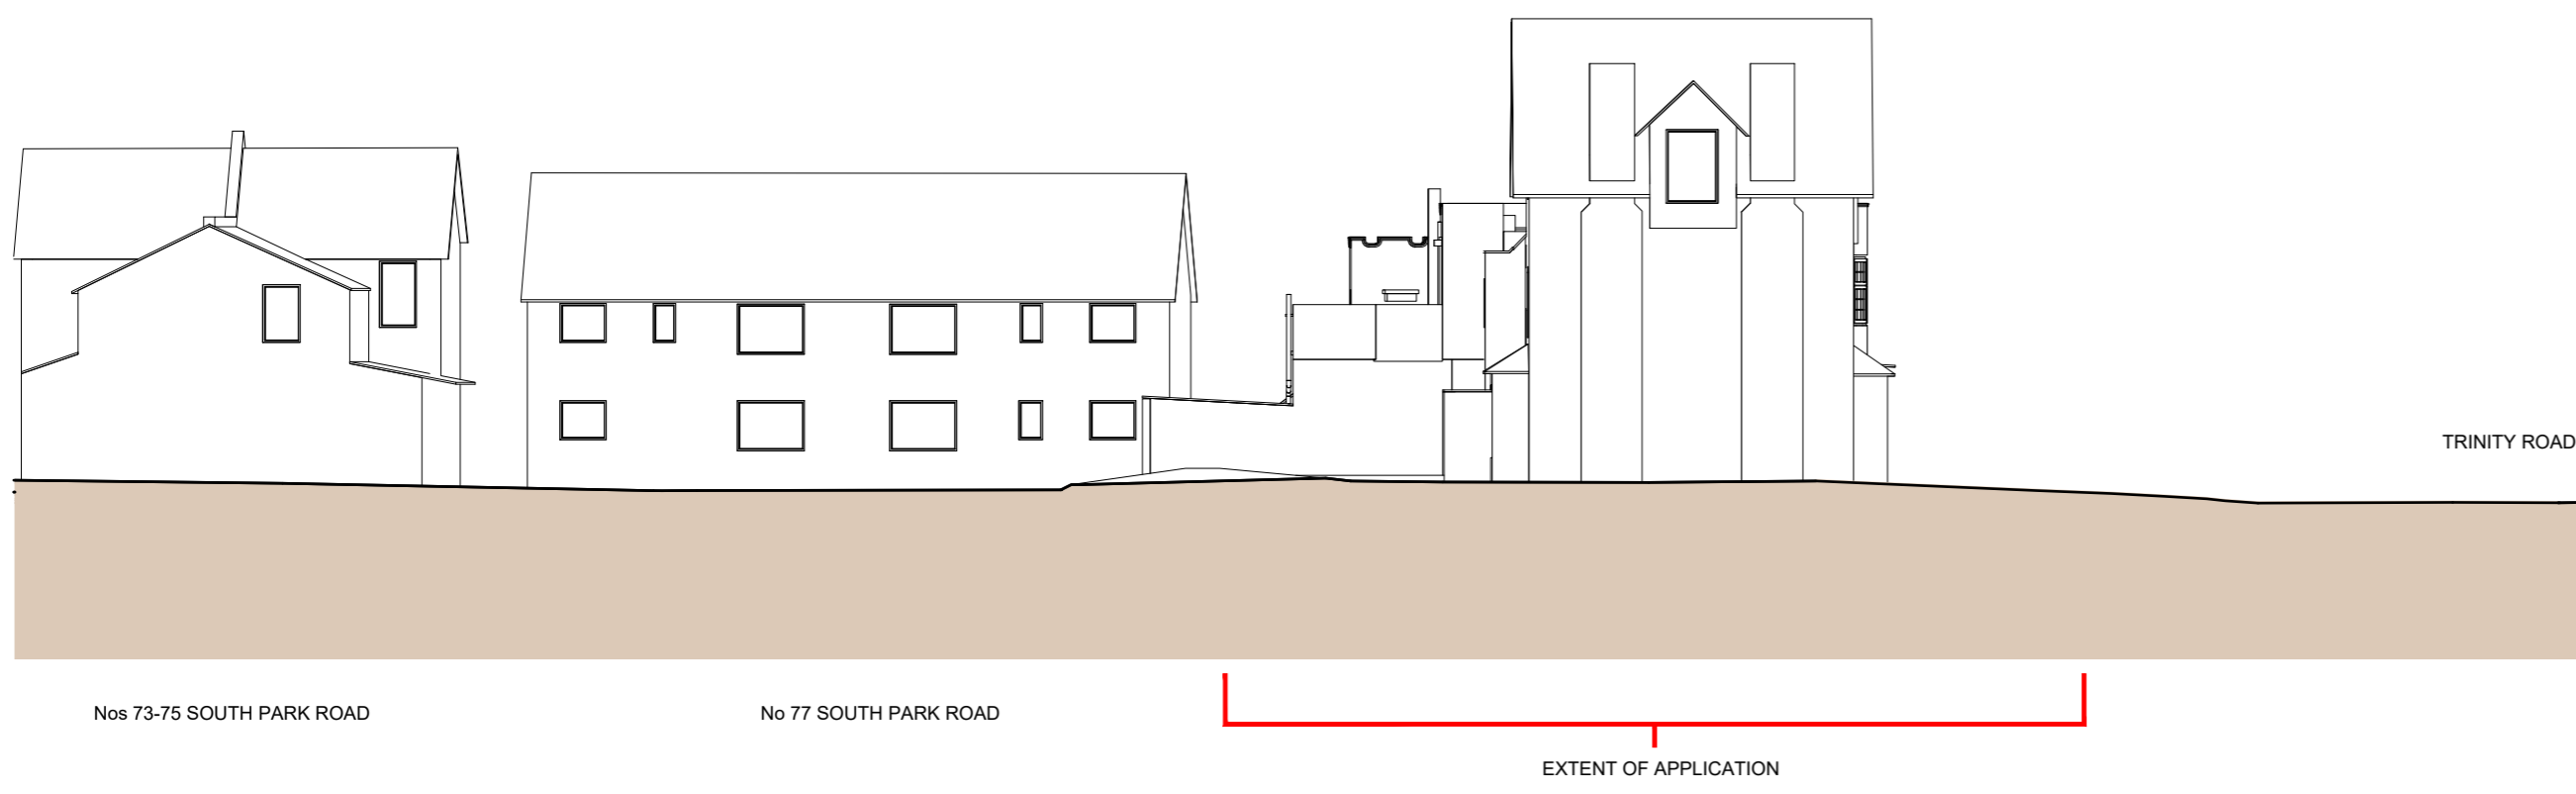 TRINITY ROAD
Nos 73-75 SOUTH PARK ROAD
No 77 SOUTH PARK ROAD
EXTENT OF APPLICATION